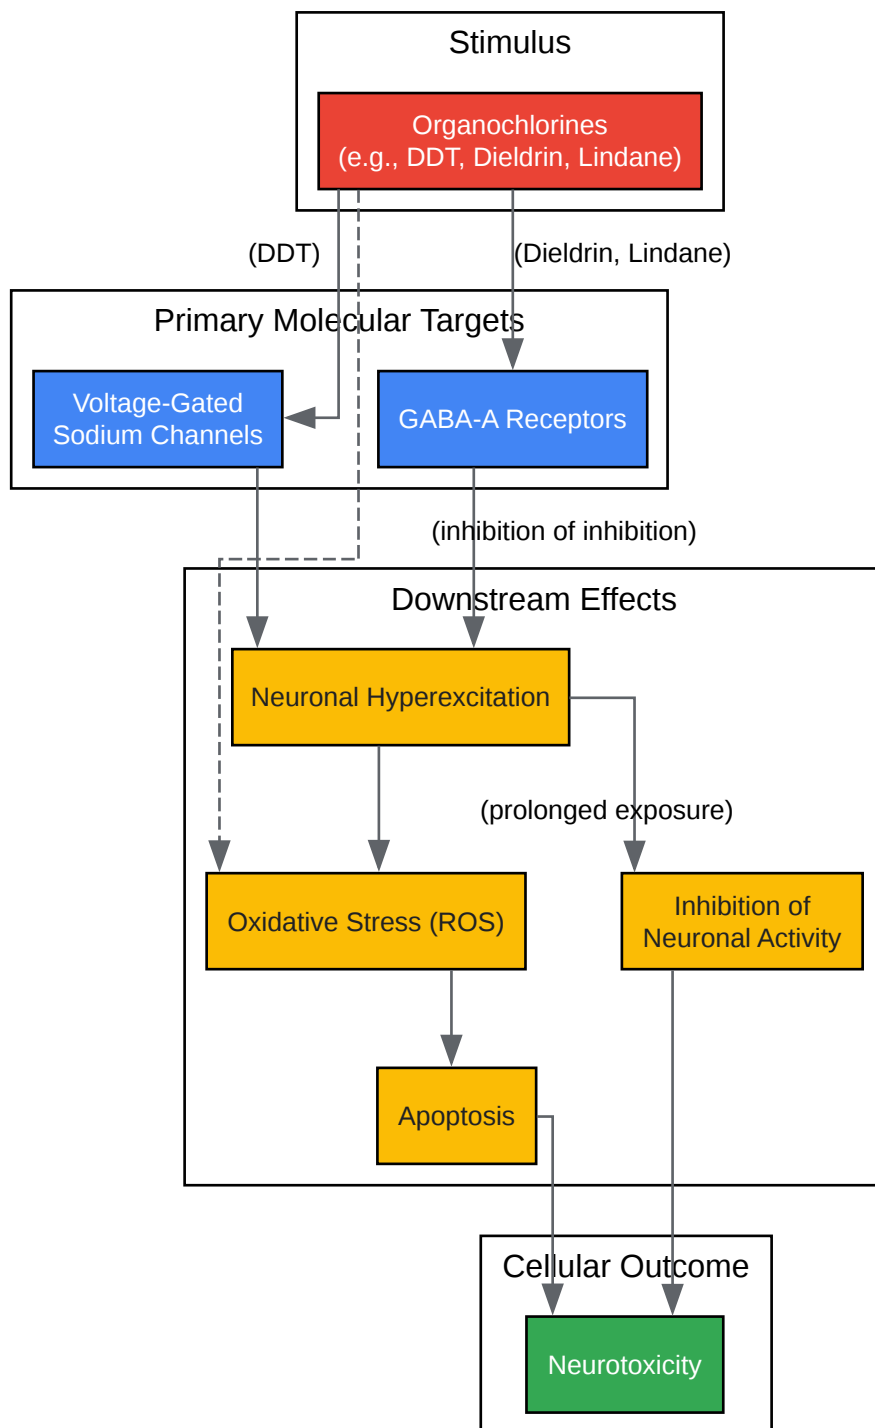 Stimulus
Organochlorines
(e.g., DDT, Dieldrin, Lindane)
(DDT)
(Dieldrin, Lindane)
Primary Molecular Targets
Voltage-Gated
Sodium Channels
GABA-A Receptors
(inhibition of inhibition)
Downstream Effects
Neuronal Hyperexcitation
(prolonged exposure)
Oxidative Stress (ROS)
Inhibition of
Neuronal Activity
Apoptosis
Cellular Outcome
Neurotoxicity